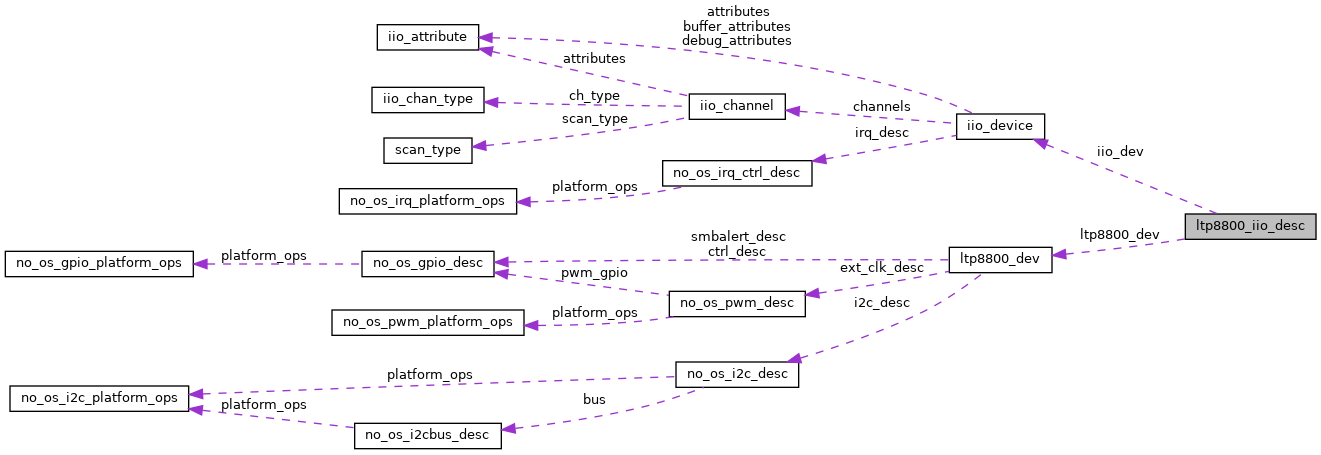 attributes
buffer_attributes
debug_attributes
iio_attribute
attributes
iio_chan_type
ch_type
iio_channel
channels
iio_device
scan_type
irq_desc
scan_type
iio_dev
no_os_irq_ctrl_desc
platform_ops
no_os_irq_platform_ops
ltp8800_iio_desc
ltp8800_dev
smbalert_desc
ctrl_desc
platform_ops
no_os_gpio_platform_ops
no_os_gpio_desc
ltp8800_dev
pwm_gpio
ext_clk_desc
no_os_pwm_desc
i2c_desc
platform_ops
no_os_pwm_platform_ops
no_os_i2c_desc
platform_ops
no_os_i2c_platform_ops
bus
platform_ops
no_os_i2cbus_desc